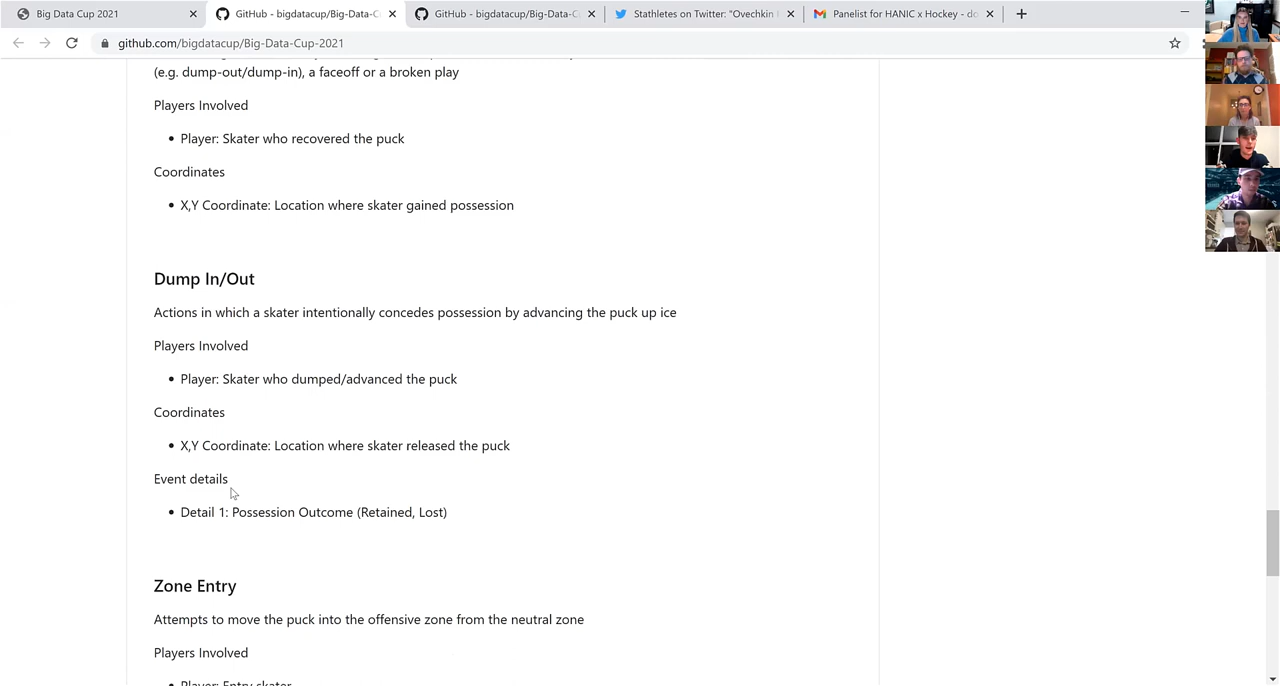 Big Data Cup 2021
GitHub - bigdatacup/Big-Data-C
GitHub - bigdatacup/Big-Data-C
Stathletes on Twitter: "Ovechkin
Panelist for HANIC x Hockey - do
github.com/bigdatacup/Big-Data-Cup-2021
(e.g. dump-out/dump-in), a faceoff or a broken play
Players Involved
• Player: Skater who recovered the puck
Coordinates
• X,Y Coordinate: Location where skater gained possession
Dump In/Out
Actions in which a skater intentionally concedes possession by advancing the puck up ice
Players Involved
• Player: Skater who dumped/advanced the puck
Coordinates
• X,Y Coordinate: Location where skater released the puck
Event details
• Detail 1: Possession Outcome (Retained, Lost)
Zone Entry
Attempts to move the puck into the offensive zone from the neutral zone
Players Involved
• Player: Entry skater